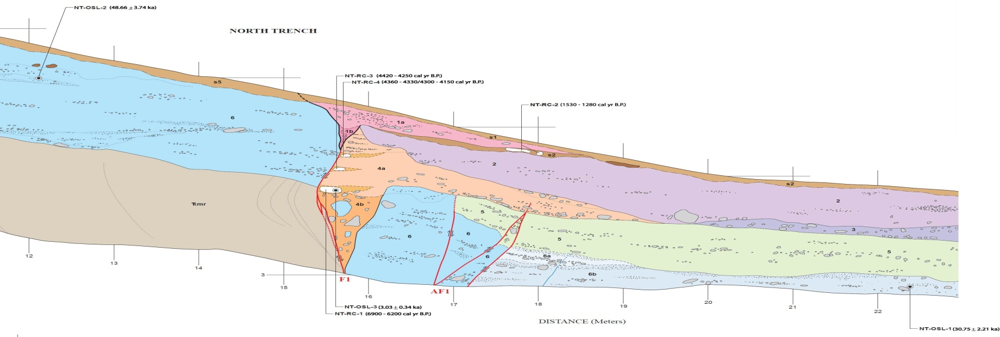 NT-OSL-2 (48.66 ± 3.74 ka)
NORTH TRENCH
NT-RC-3 (4420 - 4250 cal yr B.P.)
NT-RC-4 (4360 - 4330/4300 - 4150 cal yr B.P.)
s5
NT-RC-2 (1530 - 1280 cal yr B.P.)
6
1a
1b
s1
s2
2
4a
s2
2
T̶rmr
4b
5
3
6
6
5
5
6
6a
6b
12
13
14
3
15
F1
16
AF1
17
18
19
20
21
22
NT-OSL-3 (3.03 ± 0.34 ka)
NT-RC-1 (6900 - 6200 cal yr B.P.)
DISTANCE (Meters)
NT-OSL-1 (30.75 ± 2.21 ka)